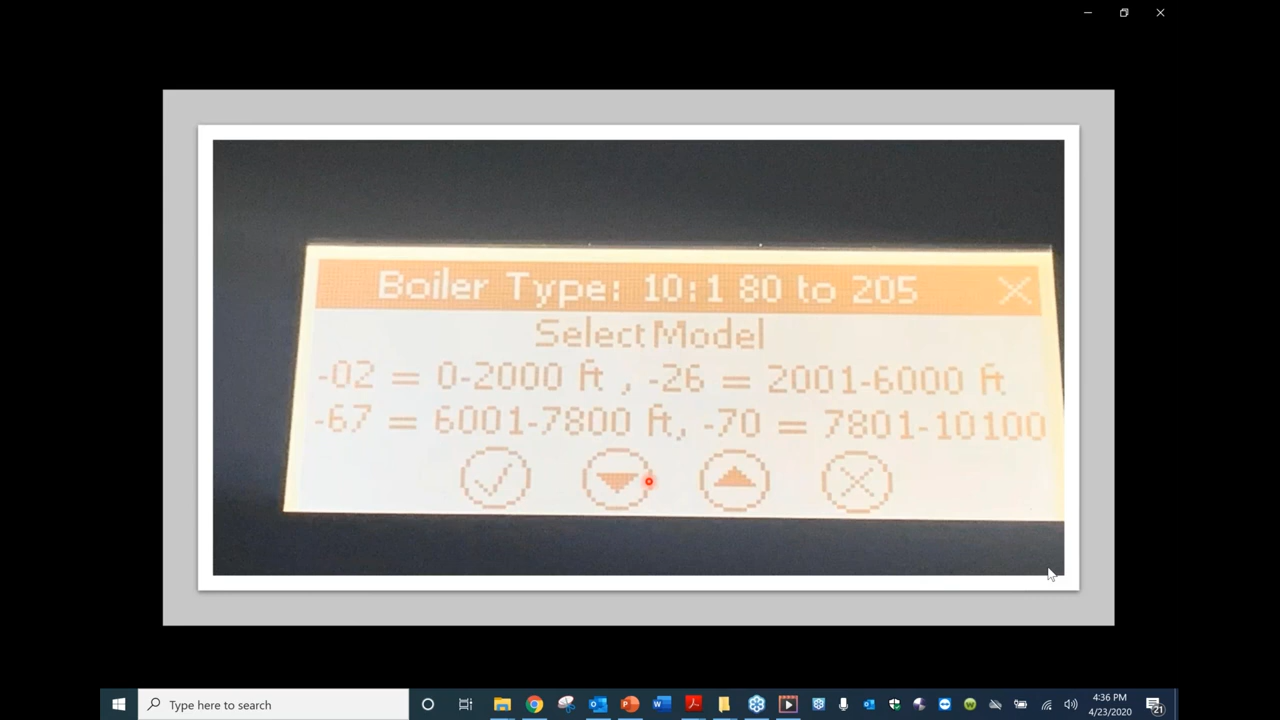 Boiler Type: 10:1 80 to 205
Select Model
-02 = 0-2000 ft , -26 = 2001-6000 ft
-67 = 6001-7800 ft, -70 = 7801-10100
Type here to search
4:36 PM
4/23/2020
21